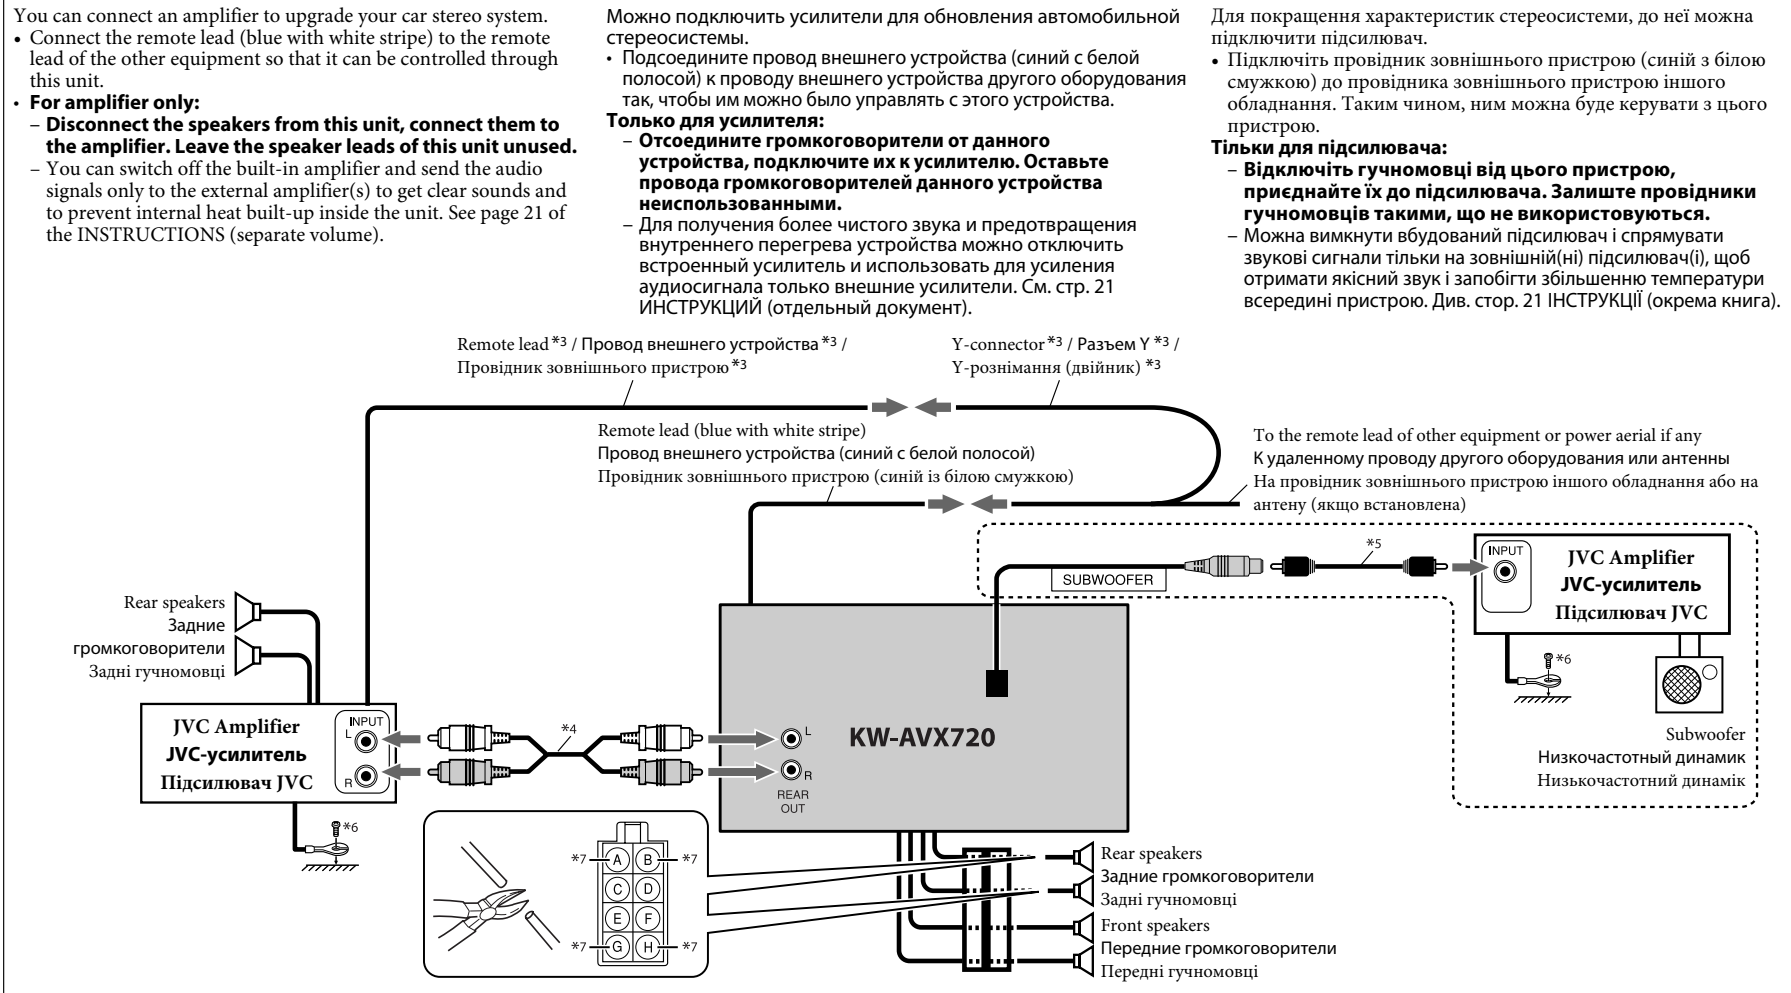 You can connect an amplifier to upgrade your car stereo system.
• Connect the remote lead (blue with white stripe) to the remote
lead of the other equipment so that it can be controlled through
this unit.
• For amplifier only:
– Disconnect the speakers from this unit, connect them to
the amplifier. Leave the speaker leads of this unit unused.
– You can switch off the built-in amplifier and send the audio
signals only to the external amplifier(s) to get clear sounds and
to prevent internal heat built-up inside the unit. See page 21 of
the INSTRUCTIONS (separate volume).
Можно подключить усилители для обновления автомобильной
стереосистемы.
• Подсоедините провод внешнего устройства (синий с белой
полосой) к проводу внешнего устройства другого оборудования
так, чтобы им можно было управлять с этого устройства.
Только для усилителя:
– Отсоедините громкоговорители от данного
устройства, подключите их к усилителю. Оставьте
провода громкоговорителей данного устройства
неиспользованными.
– Для получения более чистого звука и предотвращения
внутреннего перегрева устройства можно отключить
встроенный усилитель и использовать для усиления
аудиосигнала только внешние усилители. См. стр. 21
ИНСТРУКЦИЙ (отдельный документ).
Для покращення характеристик стереосистеми, до неї можна
підключити підсилювач.
• Підключіть провідник зовнішнього пристрою (синій з білою
смужкою) до провідника зовнішнього пристрою іншого
обладнання. Таким чином, ним можна буде керувати з цього
пристрою.
Тільки для підсилювача:
– Відключіть гучномовці від цього пристрою,
приєднайте їх до підсилювача. Залиште провідники
гучномовців такими, що не використовуються.
– Можна вимкнути вбудований підсилювач і спрямувати
звукові сигнали тільки на зовнішній(ні) підсилювач(і), щоб
отримати якісний звук і запобігти збільшенню температури
всередині пристрою. Див. стор. 21 ІНСТРУКЦІЇ (окрема книга).
Remote lead*3 / Провод внешнего устройства*3 /
Провідник зовнішнього пристрою*3
Y-connector*3 / Разъем Y *3 /
Y-рознімання (двійник) *3
Remote lead (blue with white stripe)
Провод внешнего устройства (синий с белой полосой)
Провідник зовнішнього пристрою (синій із білою смужкою)
To the remote lead of other equipment or power aerial if any
К удаленному проводу другого оборудования или антенны
На провідник зовнішнього пристрою іншого обладнання або на
антену (якщо встановлена)
SUBWOOFER
*5
INPUT
JVC Amplifier
JVC-усилитель
Підсилювач JVC
*6
Subwoofer
Низкочастотный динамик
Низькочастотний динамік
Rear speakers
Задние
громкоговорители
Задні гучномовці
JVC Amplifier
JVC-усилитель
Підсилювач JVC
INPUT
L
R
*6
*4
L
R
REAR
OUT
KW-AVX720
*7 A B *7
C D
E F
*7 G H *7
Rear speakers
Задние громкоговорители
Задні гучномовці
Front speakers
Передние громкоговорители
Передні гучномовці